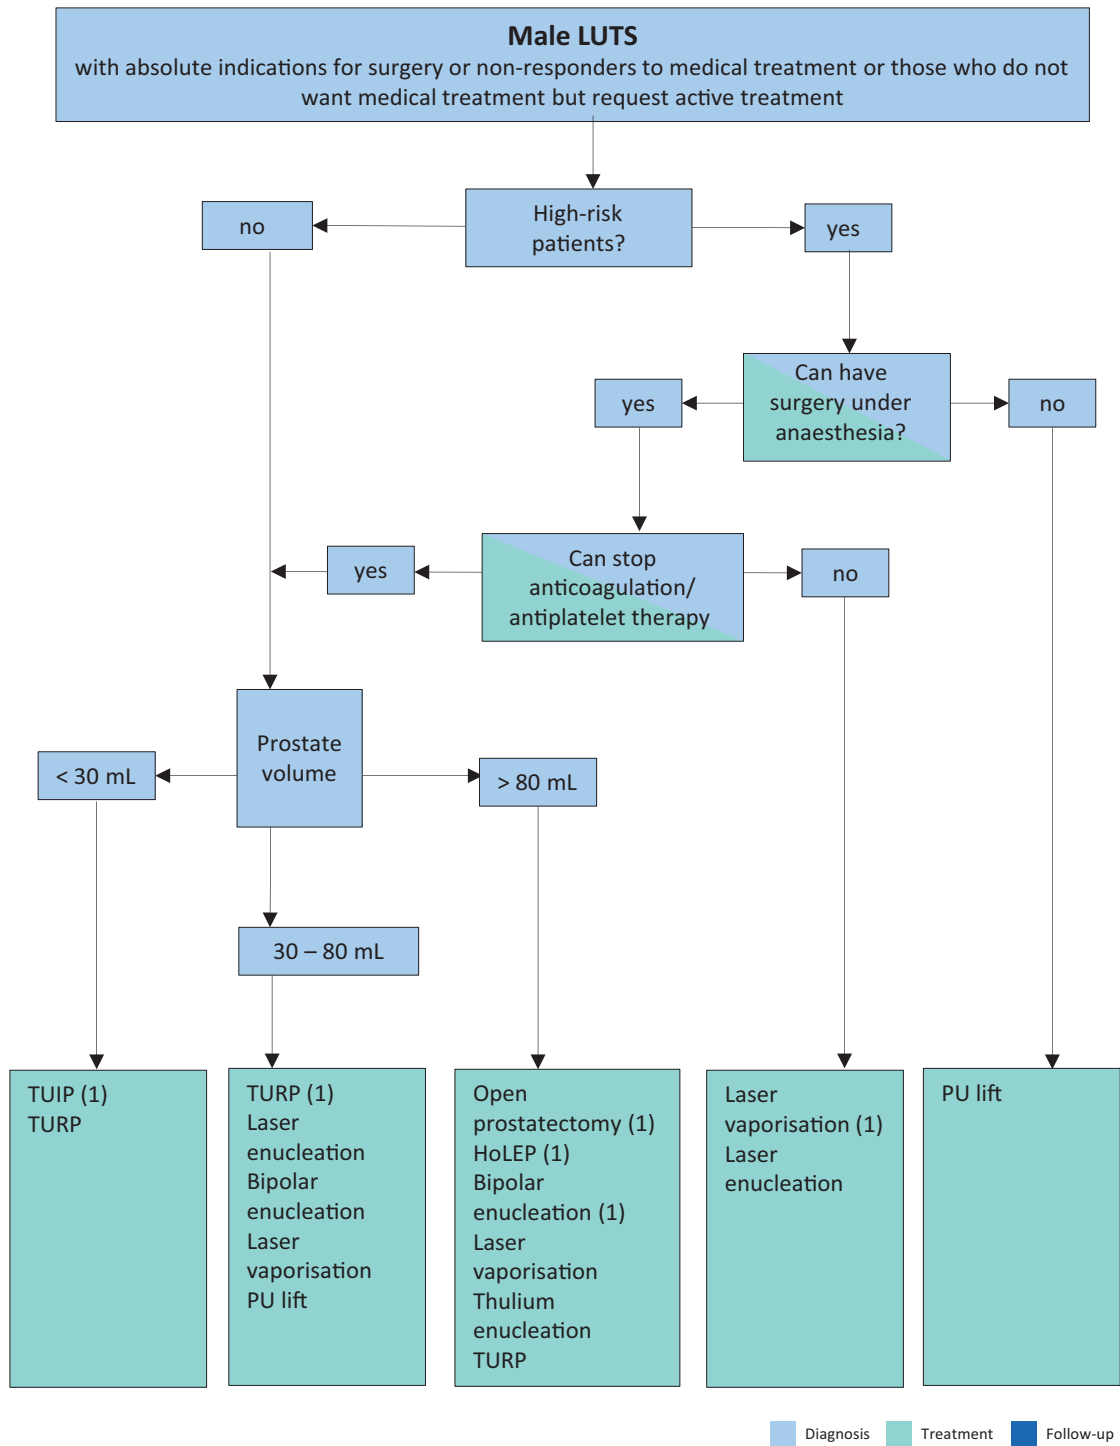 Male LUTS
with absolute indications for surgery or non-responders to medical treatment or those who do not
want medical treatment but request active treatment
High-risk
patients?
no
yes
Can have
surgery under
anaesthesia?
yes
no
Can stop
anticoagulation/
antiplatelet therapy
yes
no
Prostate
volume
< 30 mL
> 80 mL
30 – 80 mL
TUIP (1)
TURP
TURP (1)
Laser
enucleation
Bipolar
enucleation
Laser
vaporisation
PU lift
Open
prostatectomy (1)
HoLEP (1)
Bipolar
enucleation (1)
Laser
vaporisation
Thulium
enucleation
TURP
Laser
vaporisation (1)
Laser
enucleation
PU lift
Diagnosis
Treatment
Follow-up